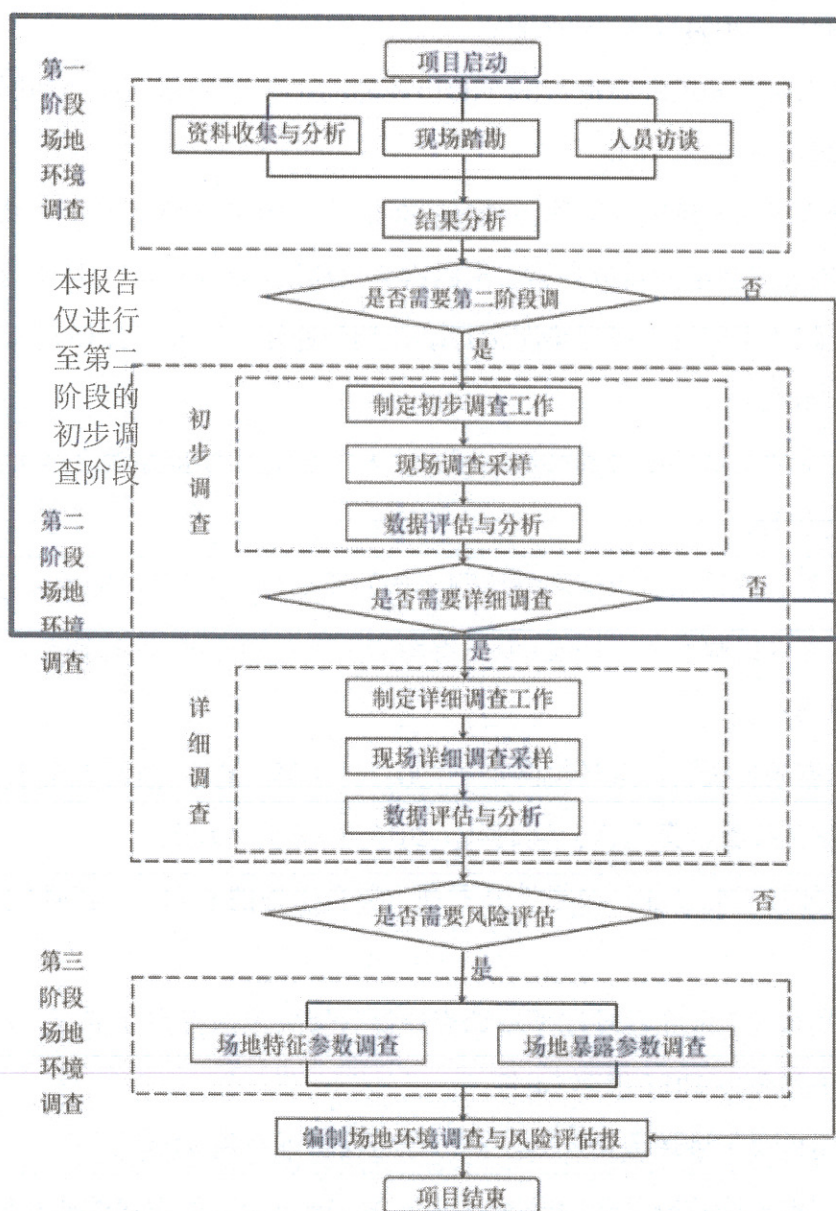 第一
阶段
场地
环境
调查
项目启动
资料收集与分析
现场踏勘
人员访谈
结果分析
是否需要第二阶段调
否
是
本报告
仅进行
至第二
阶段的
初步调
查阶段
第二
阶段
场地
环境
调查
初
步
调
查
制定初步调查工作
现场调查采样
数据评估与分析
是否需要详细调查
否
是
详
细
调
查
制定详细调查工作
现场详细调查采样
数据评估与分析
是否需要风险评估
否
是
第三
阶段
场地
环境
调查
场地特征参数调查
场地暴露参数调查
编制场地环境调查与风险评估报
项目结束